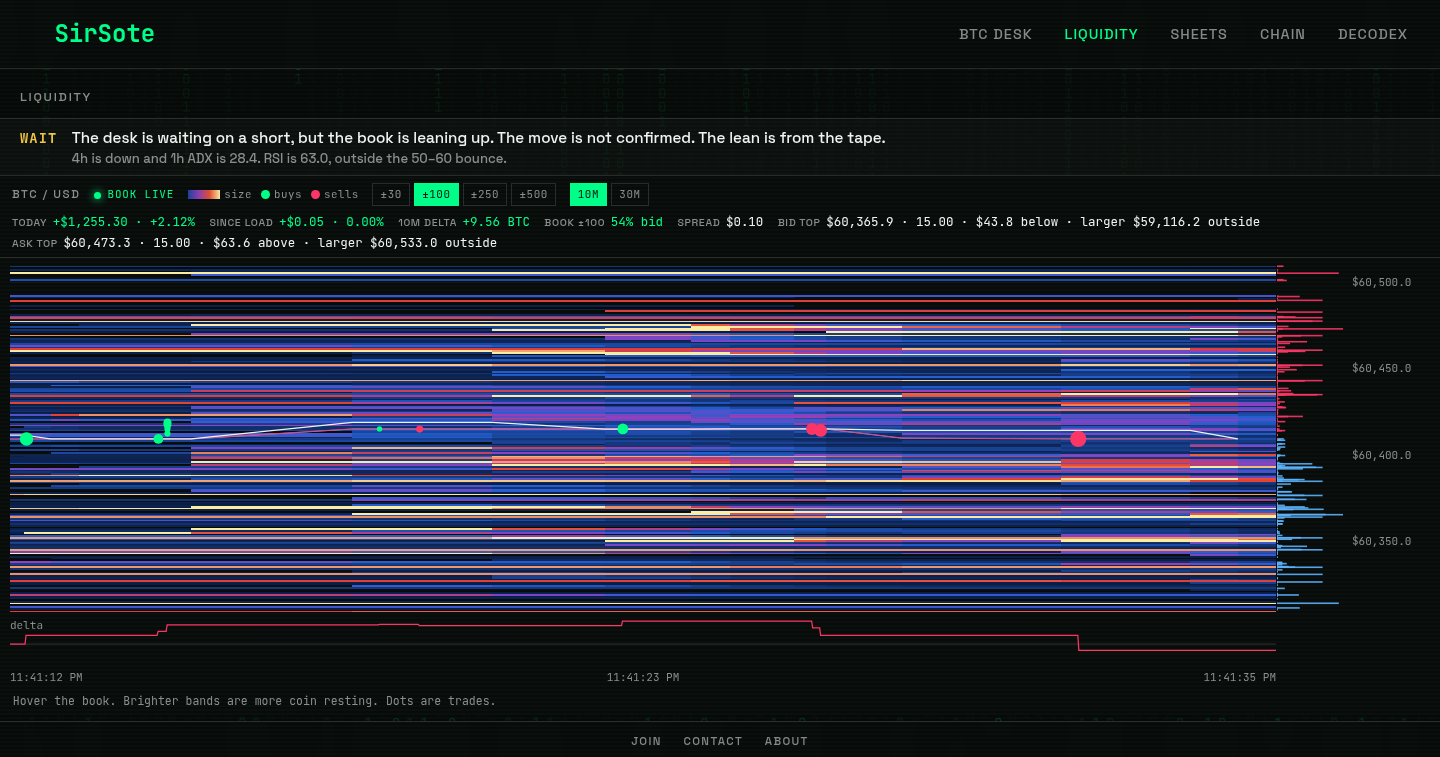 SirSote
BTC DESK LIQUIDITY SHEETS CHAIN DECODEX
LIQUIDITY
WAIT The desk is waiting on a short, but the book is leaning up. The move is not confirmed. The lean is from the tape.
4h is down and 1h ADX is 28.4. RSI is 63.0, outside the 50–60 bounce.
BTC / USD BOOK LIVE size buys sells ±30 ±100 ±250 ±500 10M 30M
TODAY +$1,255.30 · +2.12% SINCE LOAD +$0.05 · 0.00% 10M DELTA +9.56 BTC BOOK ±100 54% bid SPREAD $0.10 BID TOP $60,365.9 · 15.00 · $43.8 below · larger $59,116.2 outside
ASK TOP $60,473.3 · 15.00 · $63.6 above · larger $60,533.0 outside
$60,500.0
$60,450.0
$60,400.0
$60,350.0
delta
11:41:12 PM 11:41:23 PM 11:41:35 PM
Hover the book. Brighter bands are more coin resting. Dots are trades.
JOIN CONTACT ABOUT